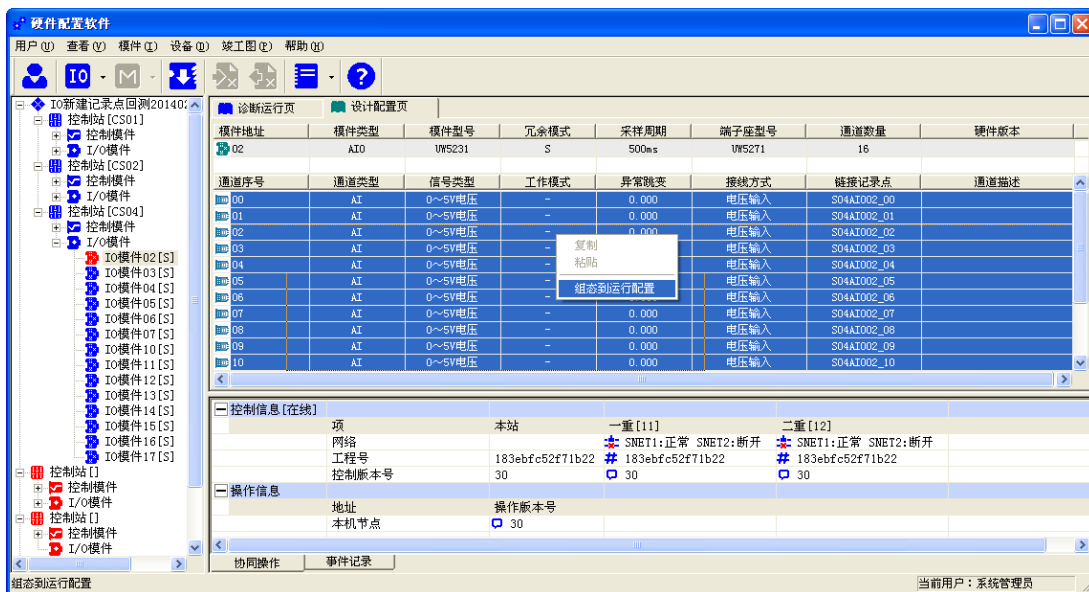 硬件配置软件
用户(U) 查看(V) 模件(I) 设备(D) 竣工图(P) 帮助(H)
IO M ?
IO新建记录点回测20140
控制站[CS01]
控制模件
I/O模件
控制站[CS02]
控制模件
I/O模件
控制站[CS04]
控制模件
I/O模件
IO模件02[S]
IO模件03[S]
IO模件04[S]
IO模件05[S]
IO模件06[S]
IO模件07[S]
IO模件10[S]
IO模件11[S]
IO模件12[S]
IO模件13[S]
IO模件14[S]
IO模件15[S]
IO模件16[S]
IO模件17[S]
控制站[]
控制模件
I/O模件
控制站[]
控制模件
I/O模件
诊断运行页 设计配置页
模件地址 模件类型 模件型号 冗余模式 采样周期 端子座型号 通道数量 硬件版本
02 AIO UW5231 S 500ms UW5271 16
通道序号 通道类型 信号类型 工作模式 异常跳变 接线方式 链接记录点 通道描述
00 AI 0~5V电压 - 0.000 电压输入 S04AI002_00
01 AI 0~5V电压 - 0.000 电压输入 S04AI002_01
02 AI 0~5V电压 - 0.000 电压输入 S04AI002_02
03 AI 0~5V电压 - 电压输入 S04AI002_03
04 AI 0~5V电压 - 电压输入 S04AI002_04
05 AI 0~5V电压 - 电压输入 S04AI002_05
06 AI 0~5V电压 - 0.000 电压输入 S04AI002_06
07 AI 0~5V电压 - 0.000 电压输入 S04AI002_07
08 AI 0~5V电压 - 0.000 电压输入 S04AI002_08
09 AI 0~5V电压 - 0.000 电压输入 S04AI002_09
10 AI 0~5V电压 - 0.000 电压输入 S04AI002_10
复制
粘贴
组态到运行配置
控制信息[在线]
项 本站 一重[11] 二重[12]
网络 SNET1:正常 SNET2:断开 SNET1:正常 SNET2:断开
工程号 183ebfc52f71b22 # 183ebfc52f71b22 # 183ebfc52f71b22
控制版本号 30 30 30
操作信息
地址 操作版本号
本机节点 30
协同操作 事件记录
组态到运行配置 当前用户：系统管理员